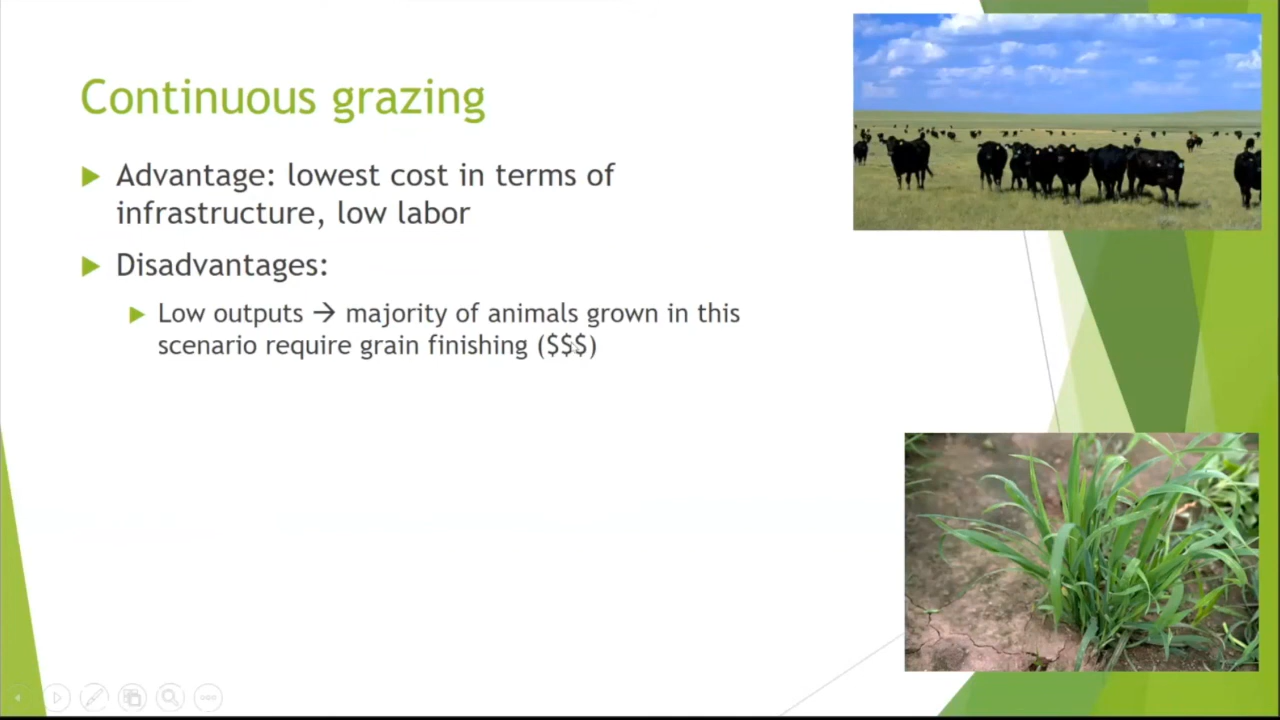 Continuous grazing
Advantage: lowest cost in terms of
infrastructure, low labor
Disadvantages:
Low outputs → majority of animals grown in this
scenario require grain finishing ($$$)